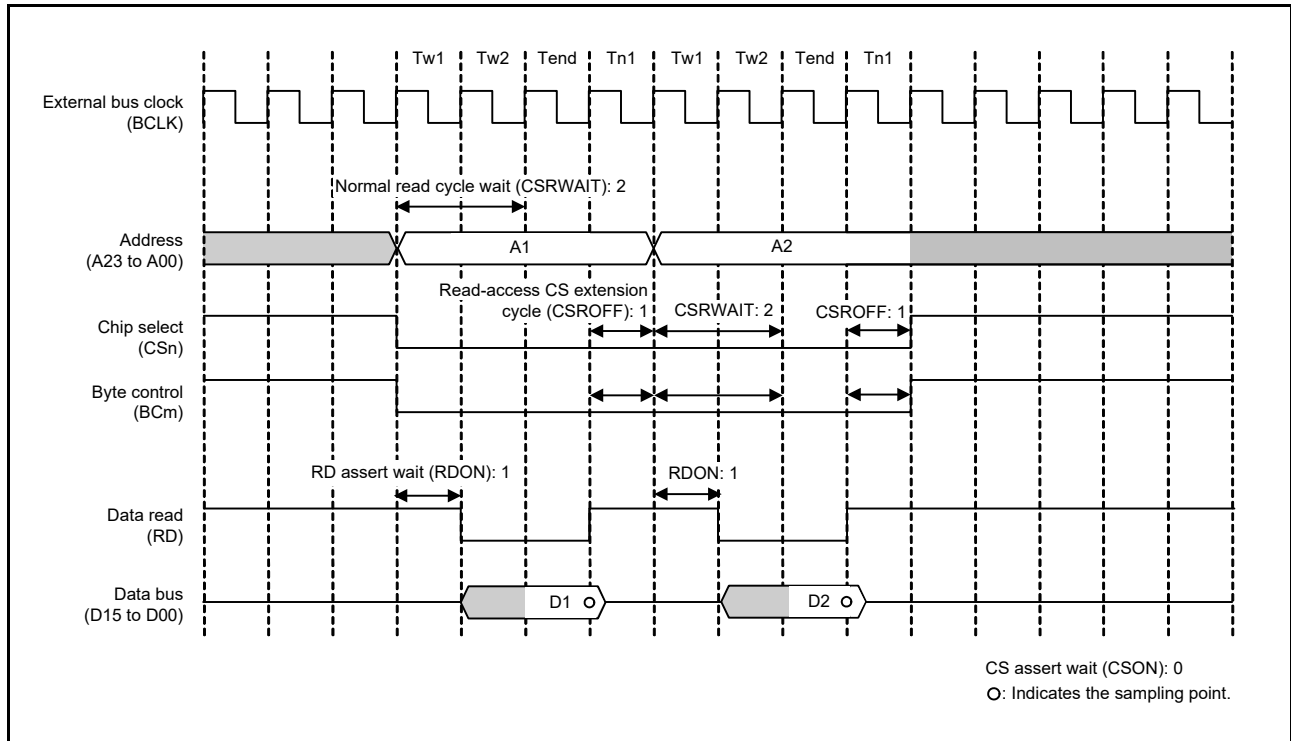 Tw1 Tw2 Tend Tn1 Tw1 Tw2 Tend Tn1
External bus clock
(BCLK)
Normal read cycle wait (CSRWAIT): 2
Address
(A23 to A00)
A1 A2
Read-access CS extension
cycle (CSROFF): 1
CSRWAIT: 2 CSROFF: 1
Chip select
(CSn)
Byte control
(BCm)
RD assert wait (RDON): 1 RDON: 1
Data read
(RD)
Data bus
(D15 to D00)
D1 D2
CS assert wait (CSON): 0
: Indicates the sampling point.